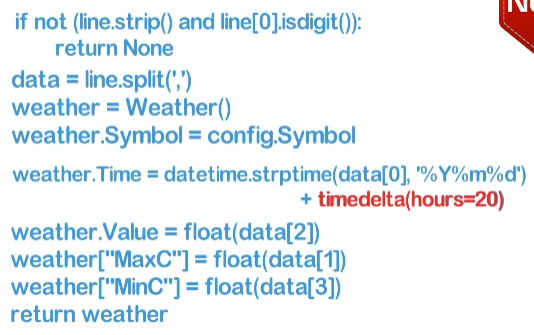 if not (line.strip() and line[0].isdigit()):
return None
data = line.split(',')
weather = Weather()
weather.Symbol = config.Symbol
weather.Time = datetime.strptime(data[0], '%Y%m%d')
+ timedelta(hours=20)
weather.Value = float(data[2])
weather["MaxC"] = float(data[1])
weather["MinC"] = float(data[3])
return weather